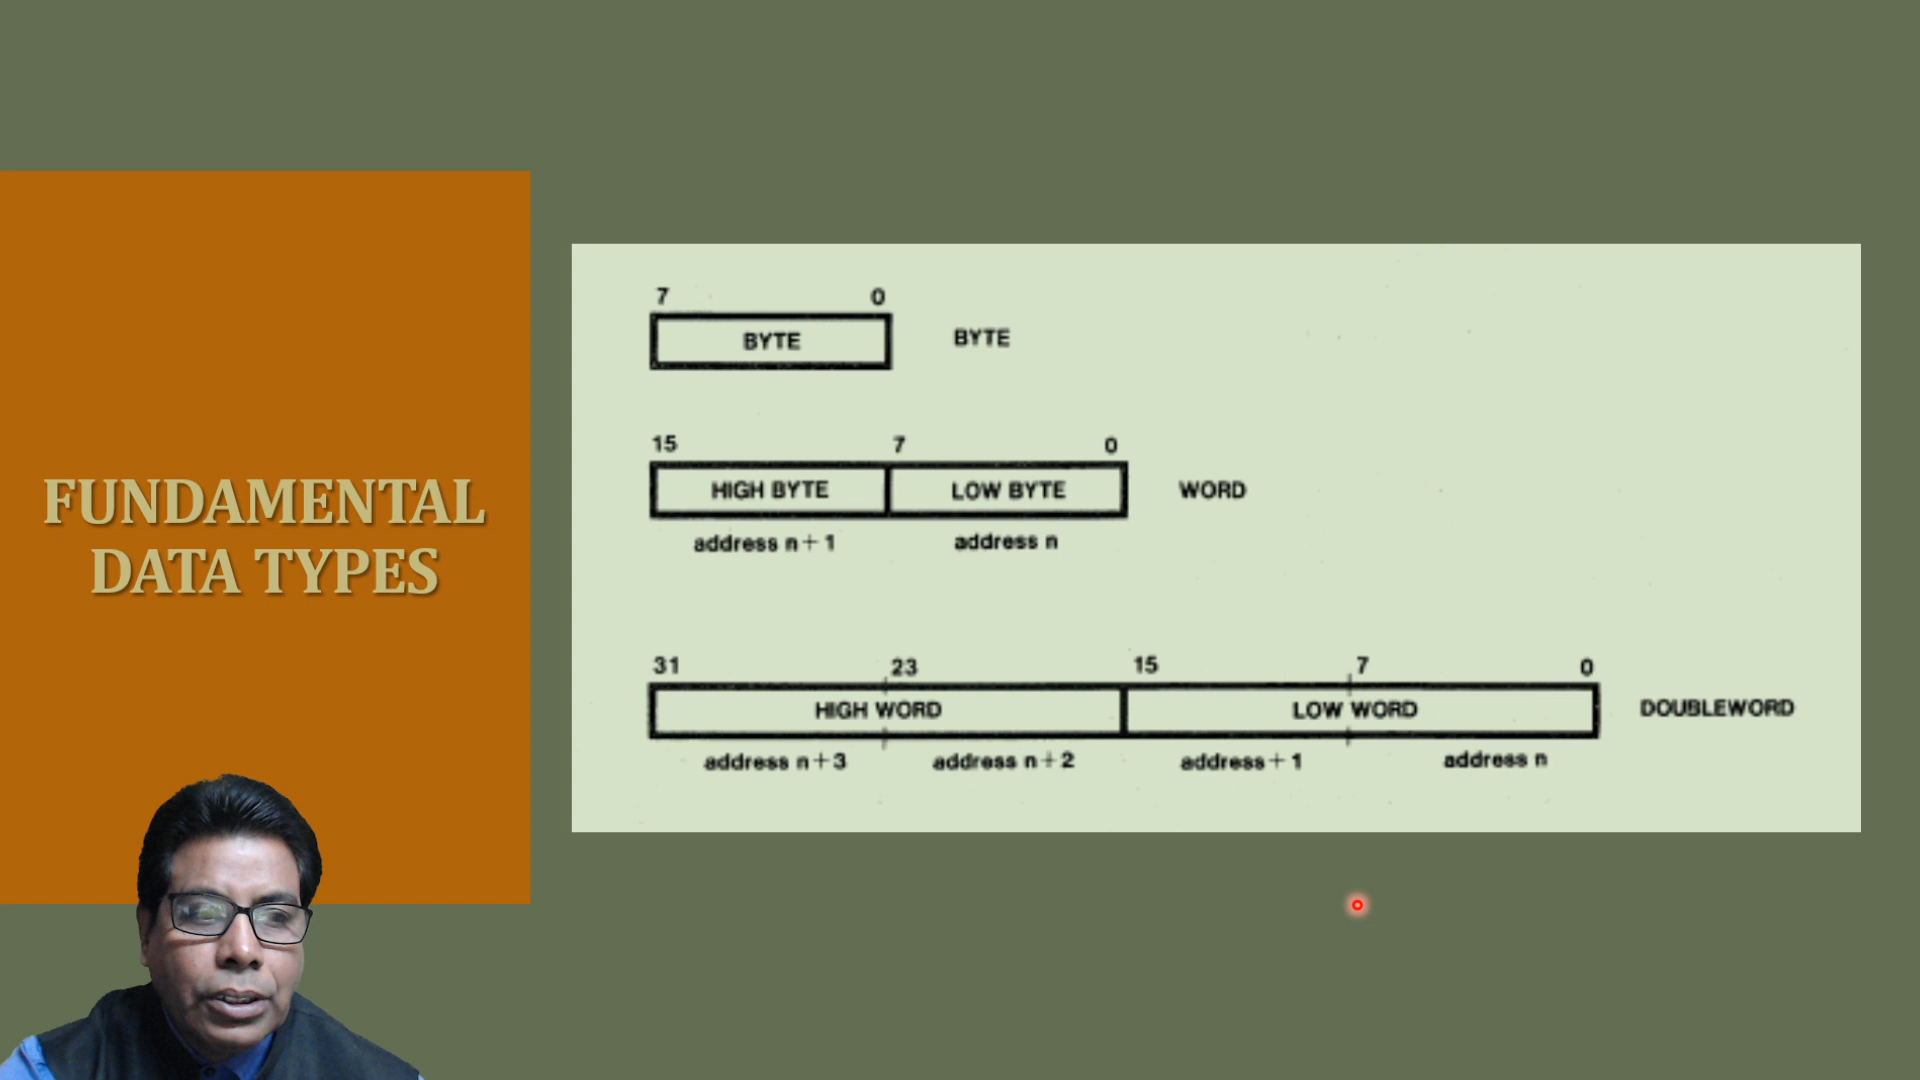 FUNDAMENTAL
DATA TYPES
7 0
BYTE BYTE
15 7 0
HIGH BYTE LOW BYTE WORD
address n+1 address n
31 23 15 7 0
HIGH WORD LOW WORD DOUBLEWORD
address n+3 address n+2 address+1 address n